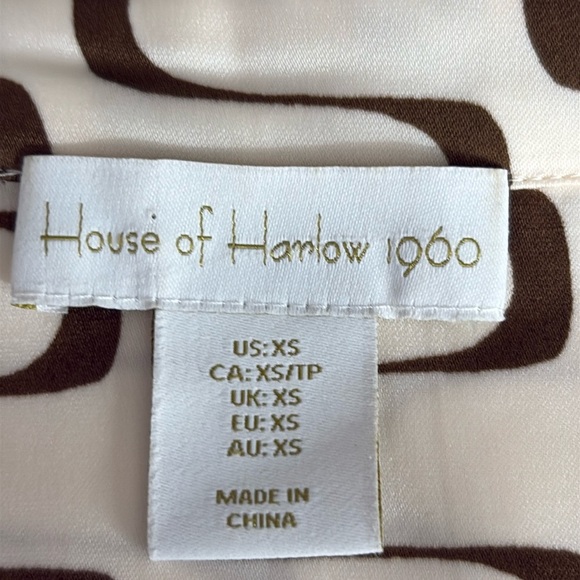 House of Harlow 1960
US: XS
CA: XS/TP
UK: XS
EU: XS
AU: XS
MADE IN
CHINA